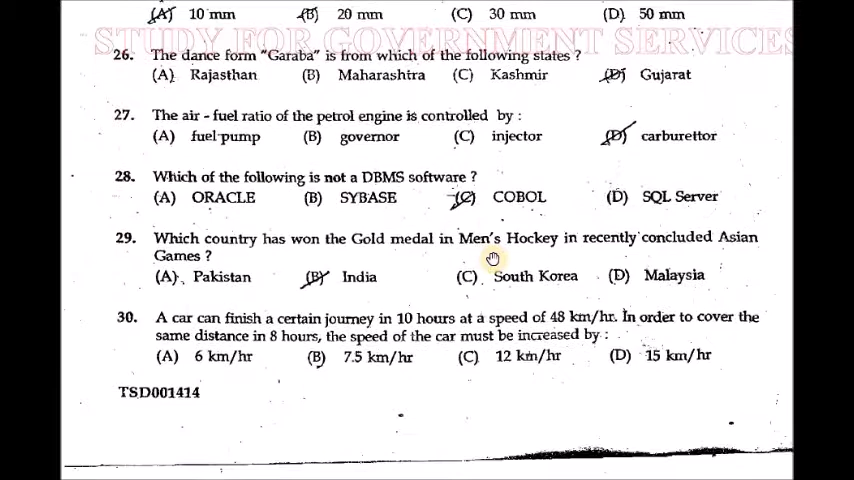 (A) 10 mm (B) 20 mm (C) 30 mm (D) 50 mm
STUDY FOR GOVERNMENT SERVICES
26. The dance form "Garaba" is from which of the following states ?
(A) Rajasthan (B) Maharashtra (C) Kashmir (D) Gujarat
27. The air - fuel ratio of the petrol engine is controlled by :
(A) fuel pump (B) governor (C) injector (D) carburettor
28. Which of the following is not a DBMS software ?
(A) ORACLE (B) SYBASE (C) COBOL (D) SQL Server
29. Which country has won the Gold medal in Men's Hockey in recently concluded Asian
Games ?
(A) Pakistan (B) India (C) South Korea (D) Malaysia
30. A car can finish a certain journey in 10 hours at a speed of 48 km/hr. In order to cover the
same distance in 8 hours, the speed of the car must be increased by :
(A) 6 km/hr (B) 7.5 km/hr (C) 12 km/hr (D) 15 km/hr
TSD001414